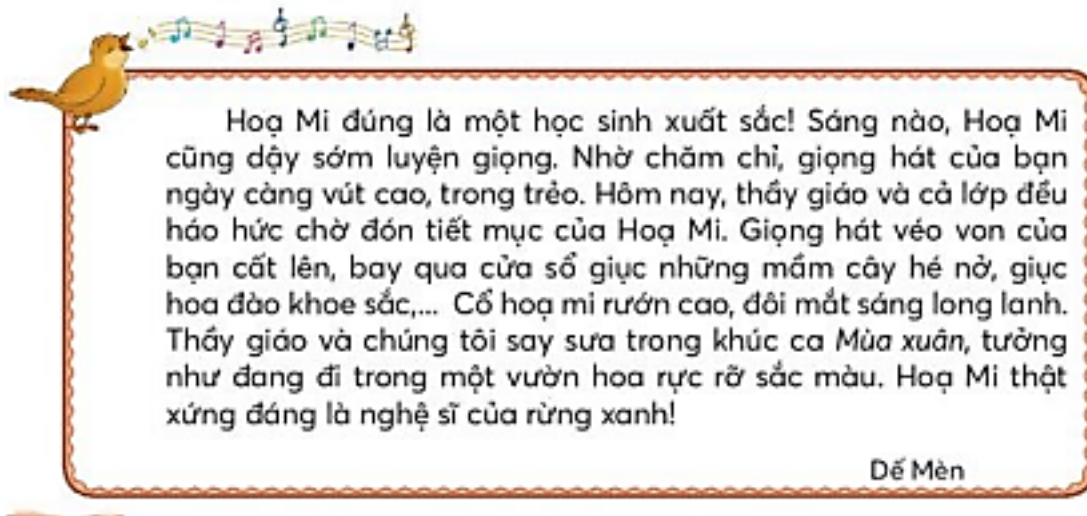 Hoạ Mi đúng là một học sinh xuất sắc! Sáng nào, Hoạ Mi
cũng dậy sớm luyện giọng. Nhờ chăm chỉ, giọng hát của bạn
ngày càng vút cao, trong trẻo. Hôm nay, thầy giáo và cả lớp đều
háo hức chờ đón tiết mục của Hoạ Mi. Giọng hát véo von của
bạn cất lên, bay qua cửa sổ giục những mầm cây hé nở, giục
hoa đào khoe sắc,... Cổ hoạ mi rướn cao, đôi mắt sáng long lanh.
Thầy giáo và chúng tôi say sưa trong khúc ca Mùa xuân, tưởng
như đang đi trong một vườn hoa rực rỡ sắc màu. Hoạ Mi thật
xứng đáng là nghệ sĩ của rừng xanh!
Dế Mèn